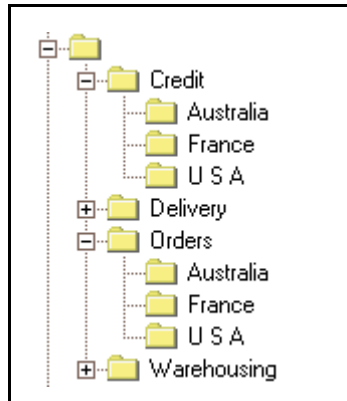 Credit
Australia
France
U S A
Delivery
Orders
Australia
France
U S A
Warehousing